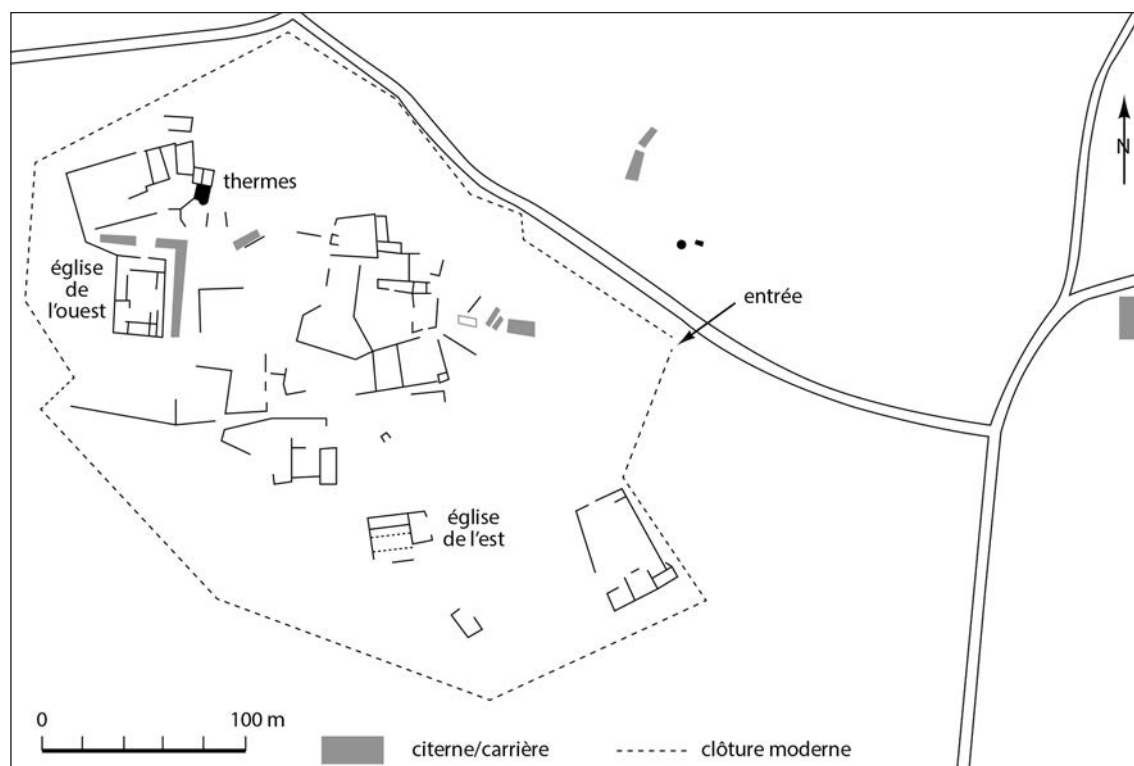 N
thermes
église
de
l'ouest
entrée
église
de l'est
0 100 m
citerne/carrière
clôture moderne